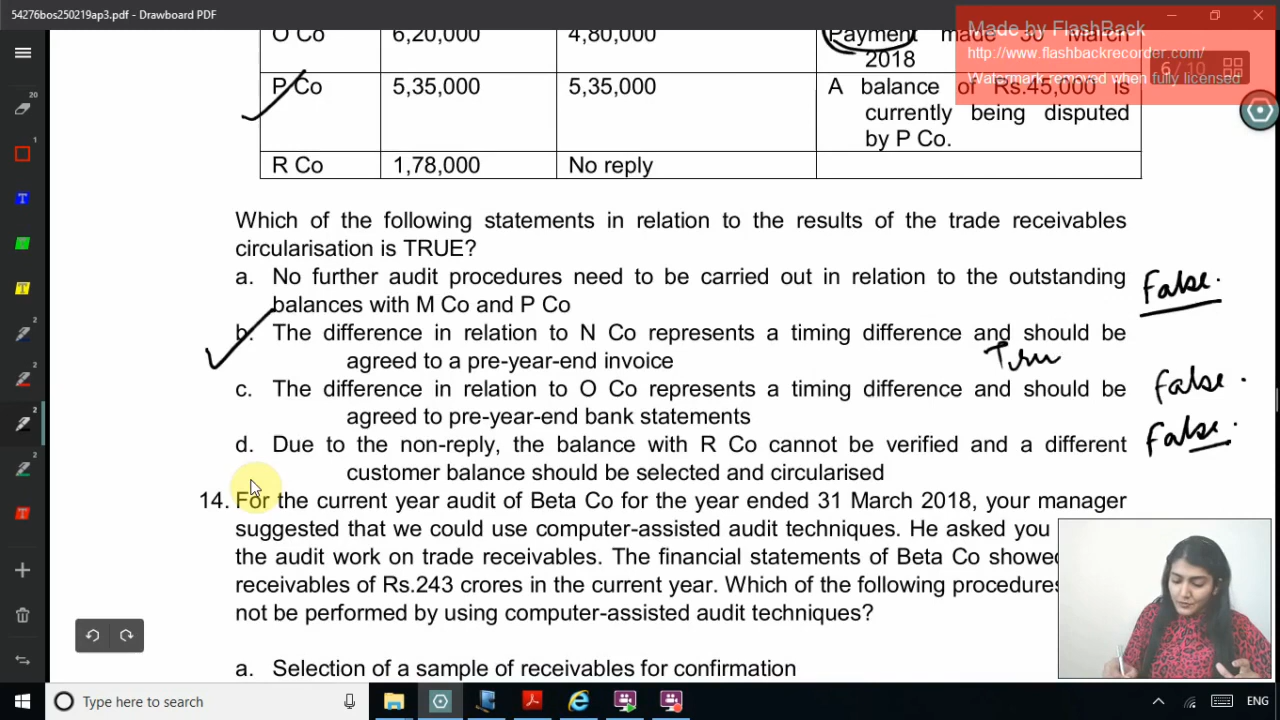 54276bos250219ap3.pdf - Drawboard PDF
Made by FlashBack
http://www.flashbackrecorder.com/
Watermark removed when fully licensed
6 / 10
O Co 6,20,000 4,80,000 Payment made 30 March
2018
P Co 5,35,000 5,35,000 A balance of Rs.45,000 is
currently being disputed
by P Co.
R Co 1,78,000 No reply
Which of the following statements in relation to the results of the trade receivables
circularisation is TRUE?
a. No further audit procedures need to be carried out in relation to the outstanding
balances with M Co and P Co
False.
b. The difference in relation to N Co represents a timing difference and should be
agreed to a pre-year-end invoice
True
c. The difference in relation to O Co represents a timing difference and should be
agreed to pre-year-end bank statements
False.
d. Due to the non-reply, the balance with R Co cannot be verified and a different
customer balance should be selected and circularised
False.
14. For the current year audit of Beta Co for the year ended 31 March 2018, your manager
suggested that we could use computer-assisted audit techniques. He asked you
the audit work on trade receivables. The financial statements of Beta Co showed
receivables of Rs.243 crores in the current year. Which of the following procedures
not be performed by using computer-assisted audit techniques?
a. Selection of a sample of receivables for confirmation
20
1
2
2
2
2
Type here to search
ENG